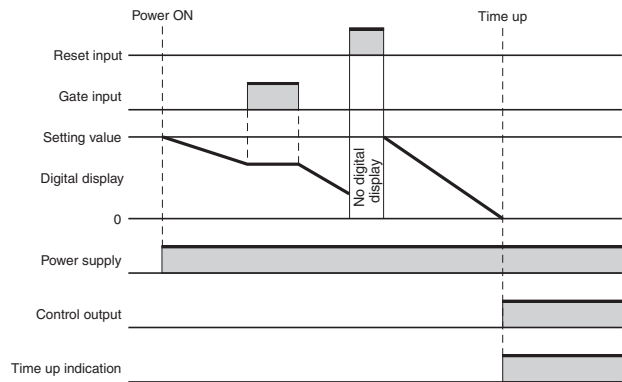 Power ON
Time up
Reset input
Gate input
Setting value
Digital display
No digital
display
0
Power supply
Control output
Time up indication